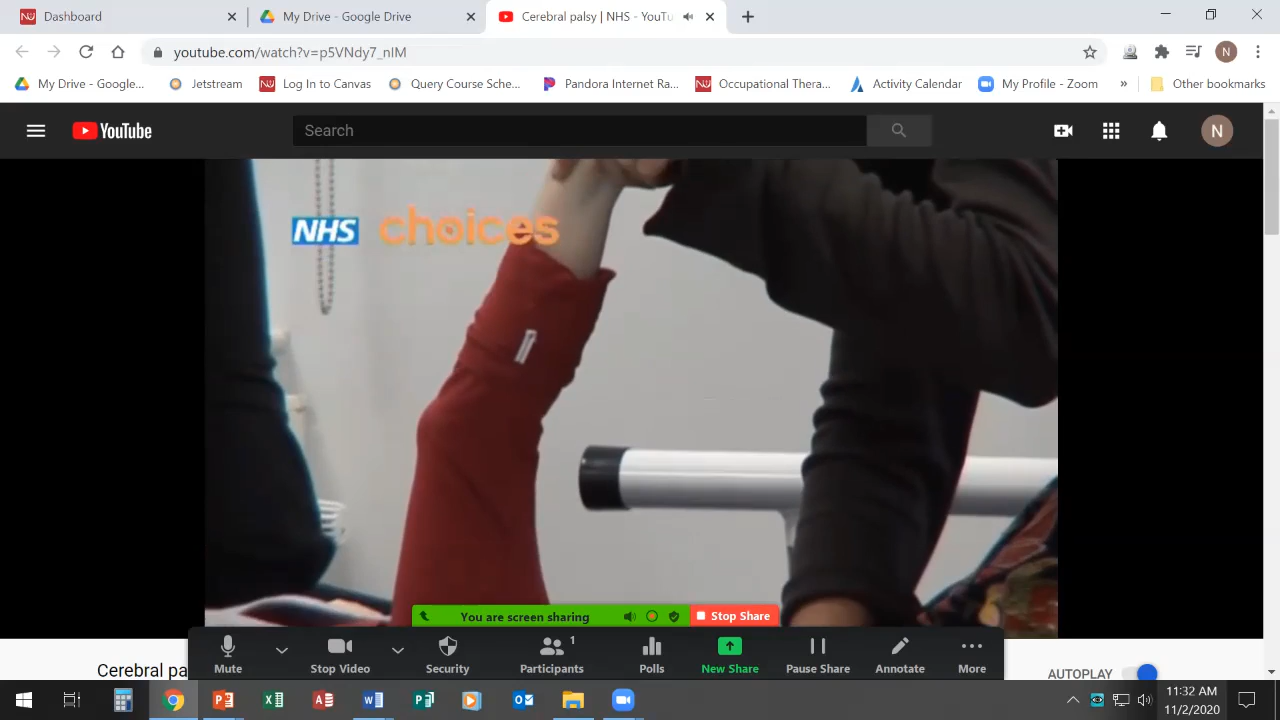 Dashboard
My Drive - Google Drive
Cerebral palsy | NHS - YouTu
youtube.com/watch?v=p5VNdy7_nIM
N
My Drive - Google...
Jetstream
Log In to Canvas
Query Course Sche...
Pandora Internet Ra...
Occupational Thera...
Activity Calendar
My Profile - Zoom
»
Other bookmarks
YouTube
Search
N
NHS choices
You are screen sharing
Stop Share
Mute
Stop Video
Security
Participants
1
Polls
New Share
Pause Share
Annotate
More
Cerebral pa
AUTOPLAY
11:32 AM
11/2/2020